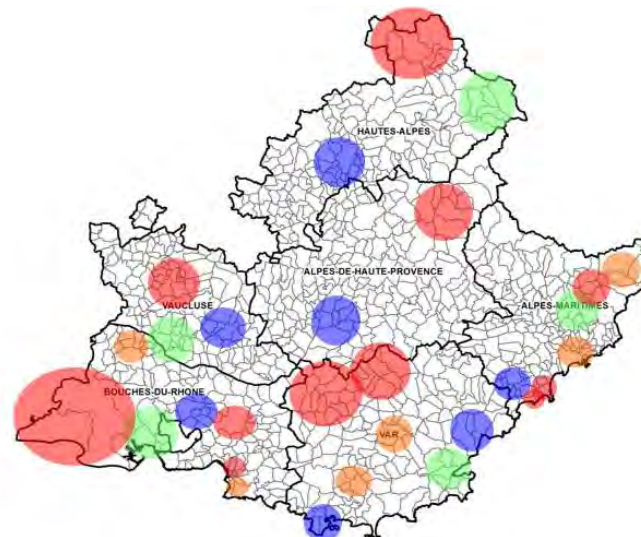 HAUTES-ALPES
ALPES-DE-HAUTE-PROVENCE
VAUCLUSE
ALPES-MARITIMES
BOUCHES-DU-RHONE
VAR